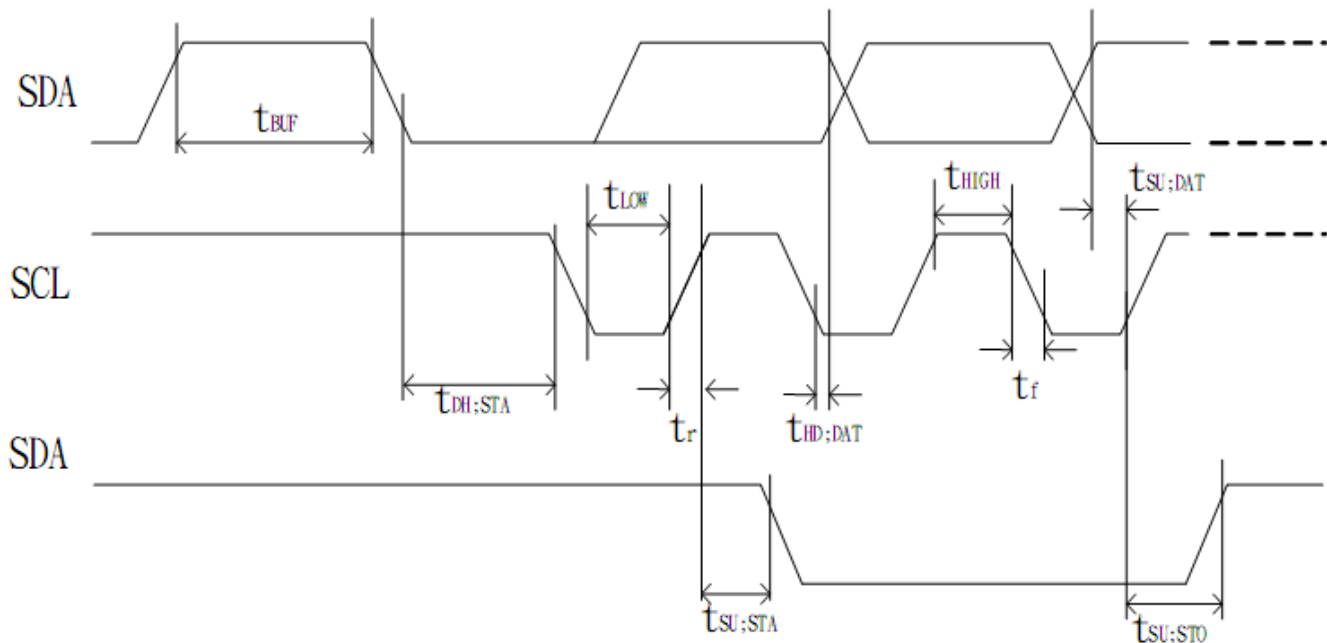 SDA
tBUF
tLOW
tHIGH
tSU;DAT
SCL
tDH;STA
tr
tHD;DAT
tf
SDA
tSU;STA
tSU;STO